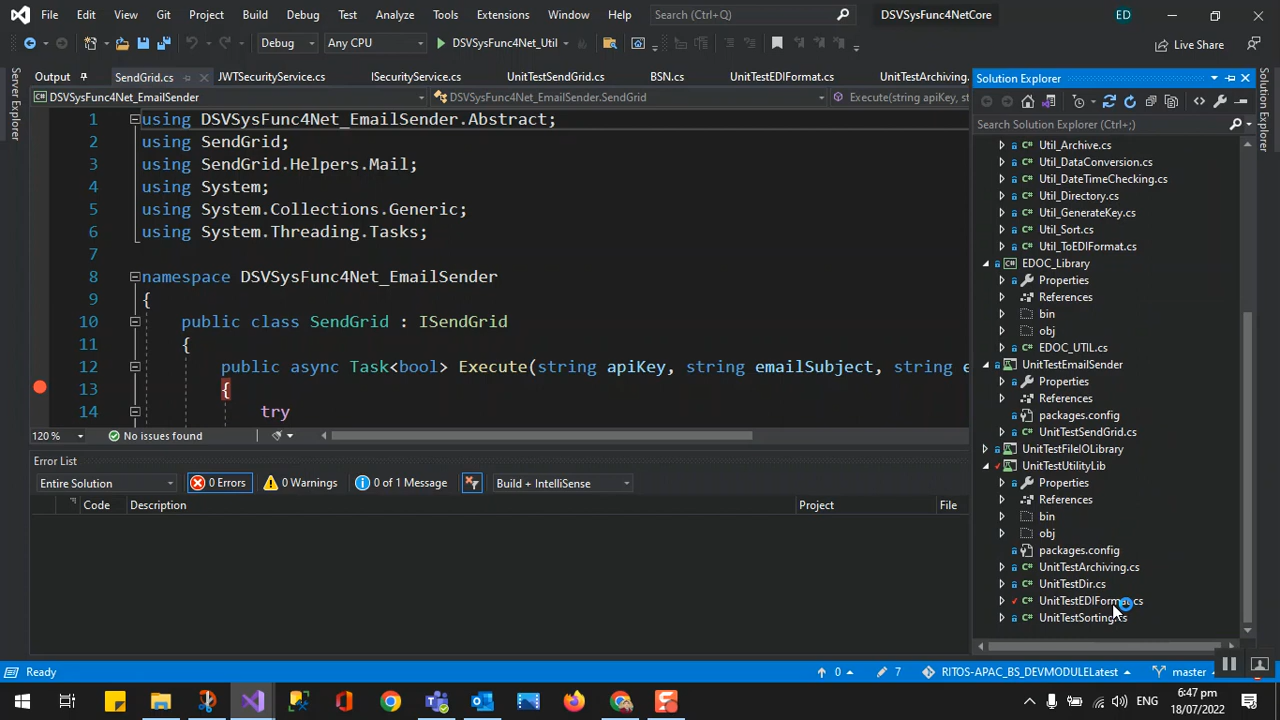 File Edit View Git Project Build Debug Test Analyze Tools Extensions Window Help Search (Ctrl+Q) DSVSysFunc4NetCore ED
Debug Any CPU DSVSysFunc4Net_Util Live Share
Server Explorer
Output SendGrid.cs JWTSecurityService.cs ISecurityService.cs UnitTestSendGrid.cs BSN.cs UnitTestEDIFormat.cs UnitTestArchiving.
DSVSysFunc4Net_EmailSender DSVSysFunc4Net_EmailSender.SendGrid Execute(string apiKey, st
1 using DSVSysFunc4Net_EmailSender.Abstract;
2 using SendGrid;
3 using SendGrid.Helpers.Mail;
4 using System;
5 using System.Collections.Generic;
6 using System.Threading.Tasks;
7
8 namespace DSVSysFunc4Net_EmailSender
9 {
10 public class SendGrid : ISendGrid
11 {
12 public async Task<bool> Execute(string apiKey, string emailSubject, string e
13 {
14 try
120 % No issues found
Error List
Entire Solution 0 Errors 0 Warnings 0 of 1 Message Build + IntelliSense
Code Description Project File
Solution Explorer
Search Solution Explorer (Ctrl+;)
Util_Archive.cs
Util_DataConversion.cs
Util_DateTimeChecking.cs
Util_Directory.cs
Util_GenerateKey.cs
Util_Sort.cs
Util_ToEDIFormat.cs
EDOC_Library
Properties
References
bin
obj
EDOC_UTIL.cs
UnitTestEmailSender
Properties
References
packages.config
UnitTestSendGrid.cs
UnitTestFileIOLibrary
UnitTestUtilityLib
Properties
References
bin
obj
packages.config
UnitTestArchiving.cs
UnitTestDir.cs
UnitTestEDIFormat.cs
UnitTestSorting.cs
Solution Explorer
Team Explorer
Ready 0 7 RITOS-APAC_BS_DEVMODULELatest master
ENG 6:47 pm
18/07/2022